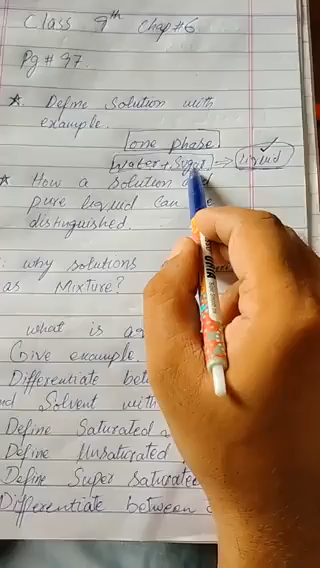 Class 9th Chap#6
Pg # 97.
* Define Solution with
example.
one phase
Water + Sugar ⇒ liquid
* How a Solution and
pure liquid can be
distinguished.
: why solutions
as Mixture?
what is
Give example.
Differentiate
Solvent with
Define Saturated
Define Unsaturated
Define Super Saturated
Differentiate between